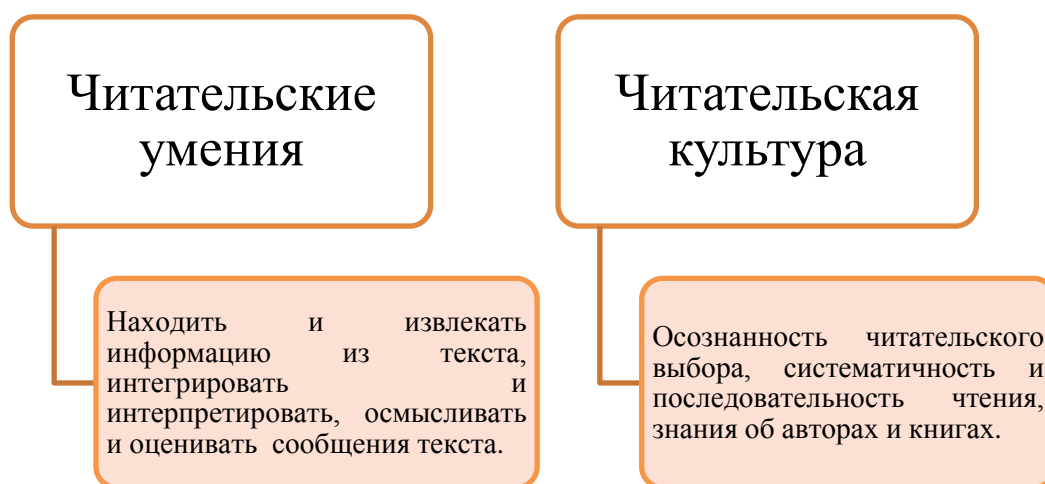 Читательские
умения
Находить и извлекать
информацию из текста,
интегрировать и
интерпретировать, осмысливать
и оценивать сообщения текста.
Читательская
культура
Осознанность читательского
выбора, систематичность и
последовательность чтения,
знания об авторах и книгах.